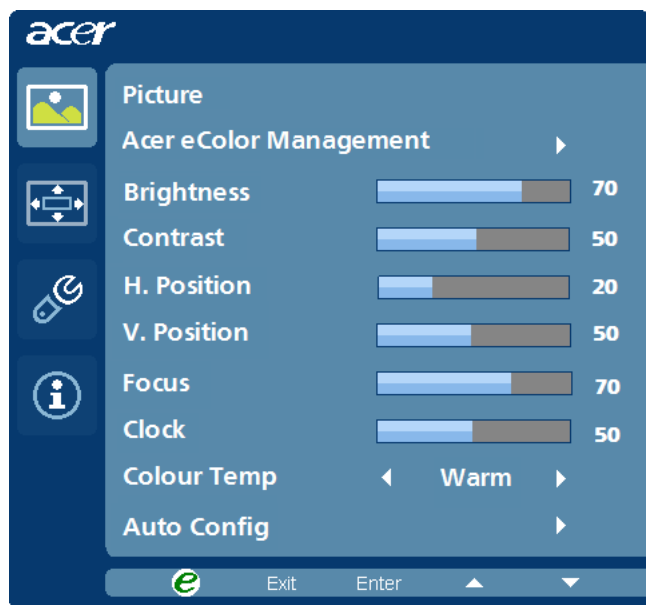 acer
Picture
Acer eColor Management
Brightness 70
Contrast 50
H. Position 20
V. Position 50
Focus 70
Clock 50
Colour Temp Warm
Auto Config
e Exit Enter